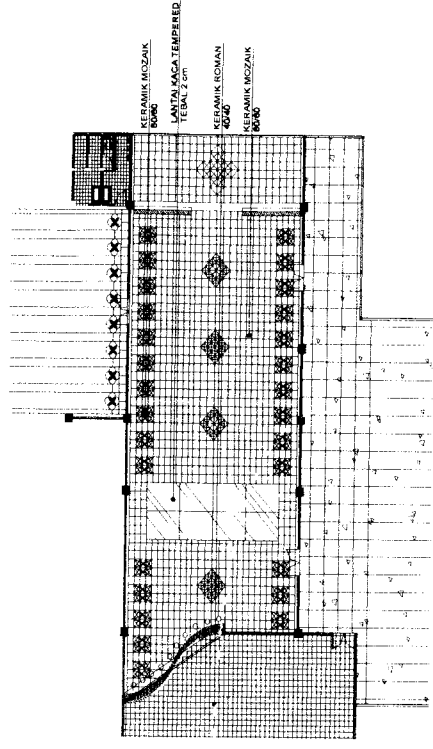 KERAMIK MOZAIK
60/60
LANTAI KACA TEMPERED
TEBAL 2 cm
KERAMIK ROMAN
40/40
KERAMIK MOZAIK
60/60